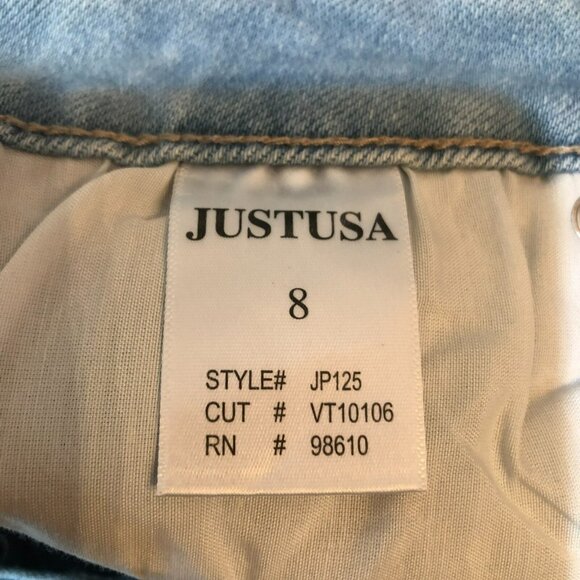 JUSTUSA
8
STYLE# JP125
CUT # VT10106
RN # 98610